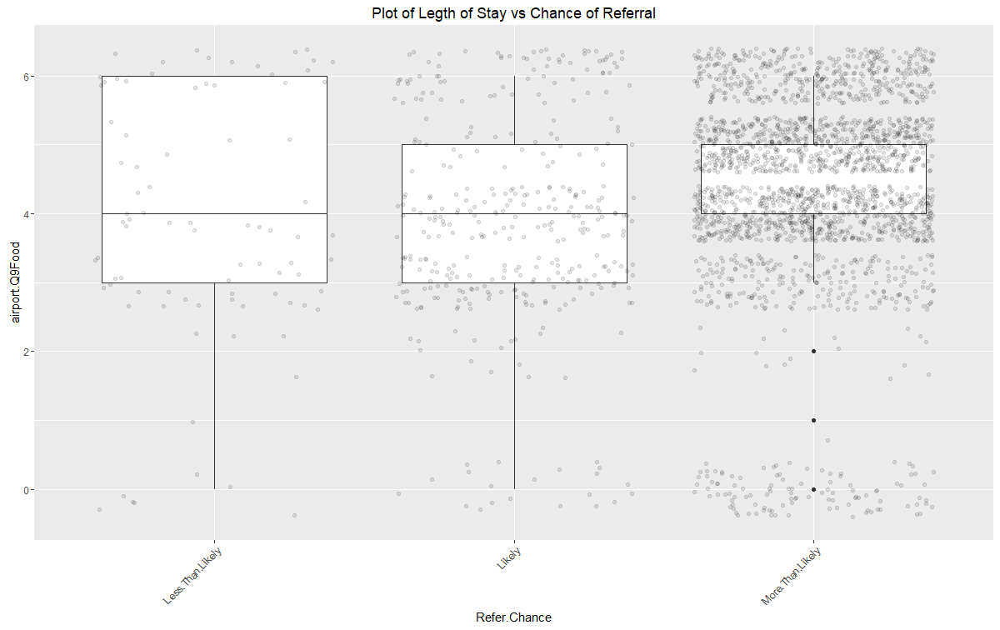 Plot of Legth of Stay vs Chance of Referral
airport.Q9Food
6
4
2
0
Less.Than.Likely
Likely
More.Than.Likely
Refer.Chance